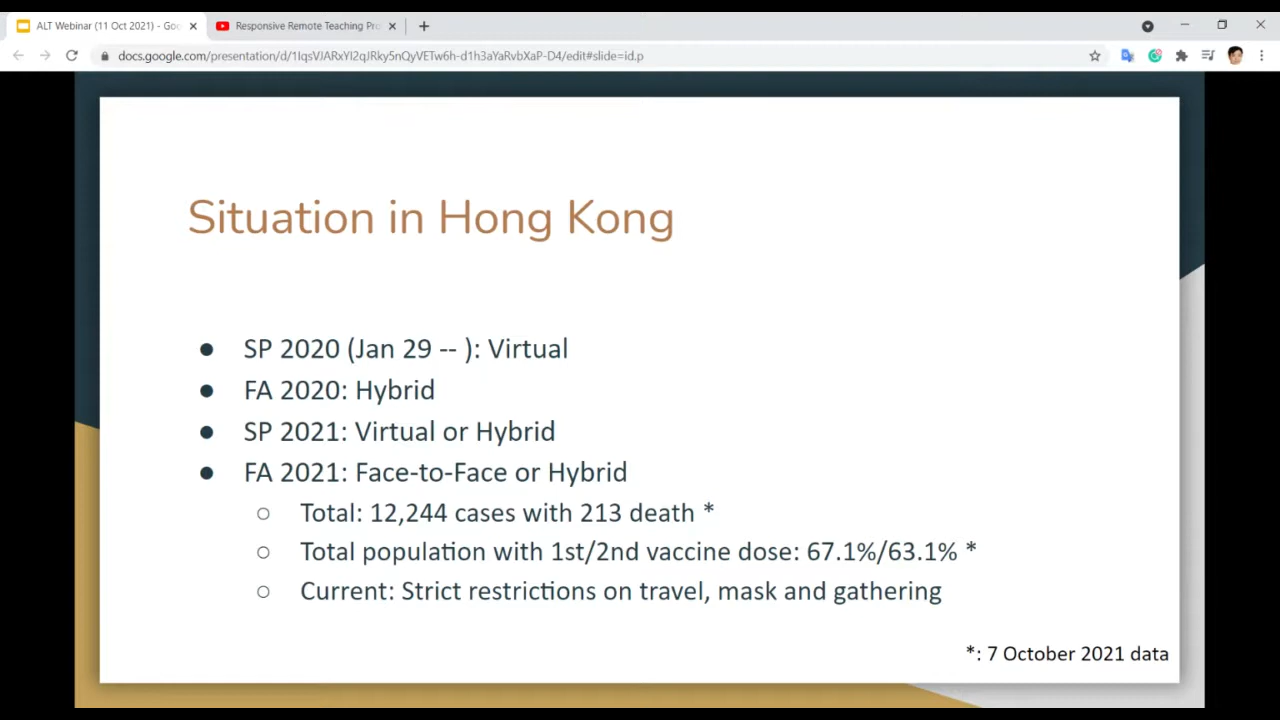 ALT Webinar (11 Oct 2021) - Goo
Responsive Remote Teaching Pro
docs.google.com/presentation/d/1IqsVJARxYI2qJRky5nQyVETw6h-d1h3aYaRvbXaP-D4/edit#slide=id.p
Situation in Hong Kong
● SP 2020 (Jan 29 -- ): Virtual
● FA 2020: Hybrid
● SP 2021: Virtual or Hybrid
● FA 2021: Face-to-Face or Hybrid
○ Total: 12,244 cases with 213 death *
○ Total population with 1st/2nd vaccine dose: 67.1%/63.1% *
○ Current: Strict restrictions on travel, mask and gathering
*: 7 October 2021 data